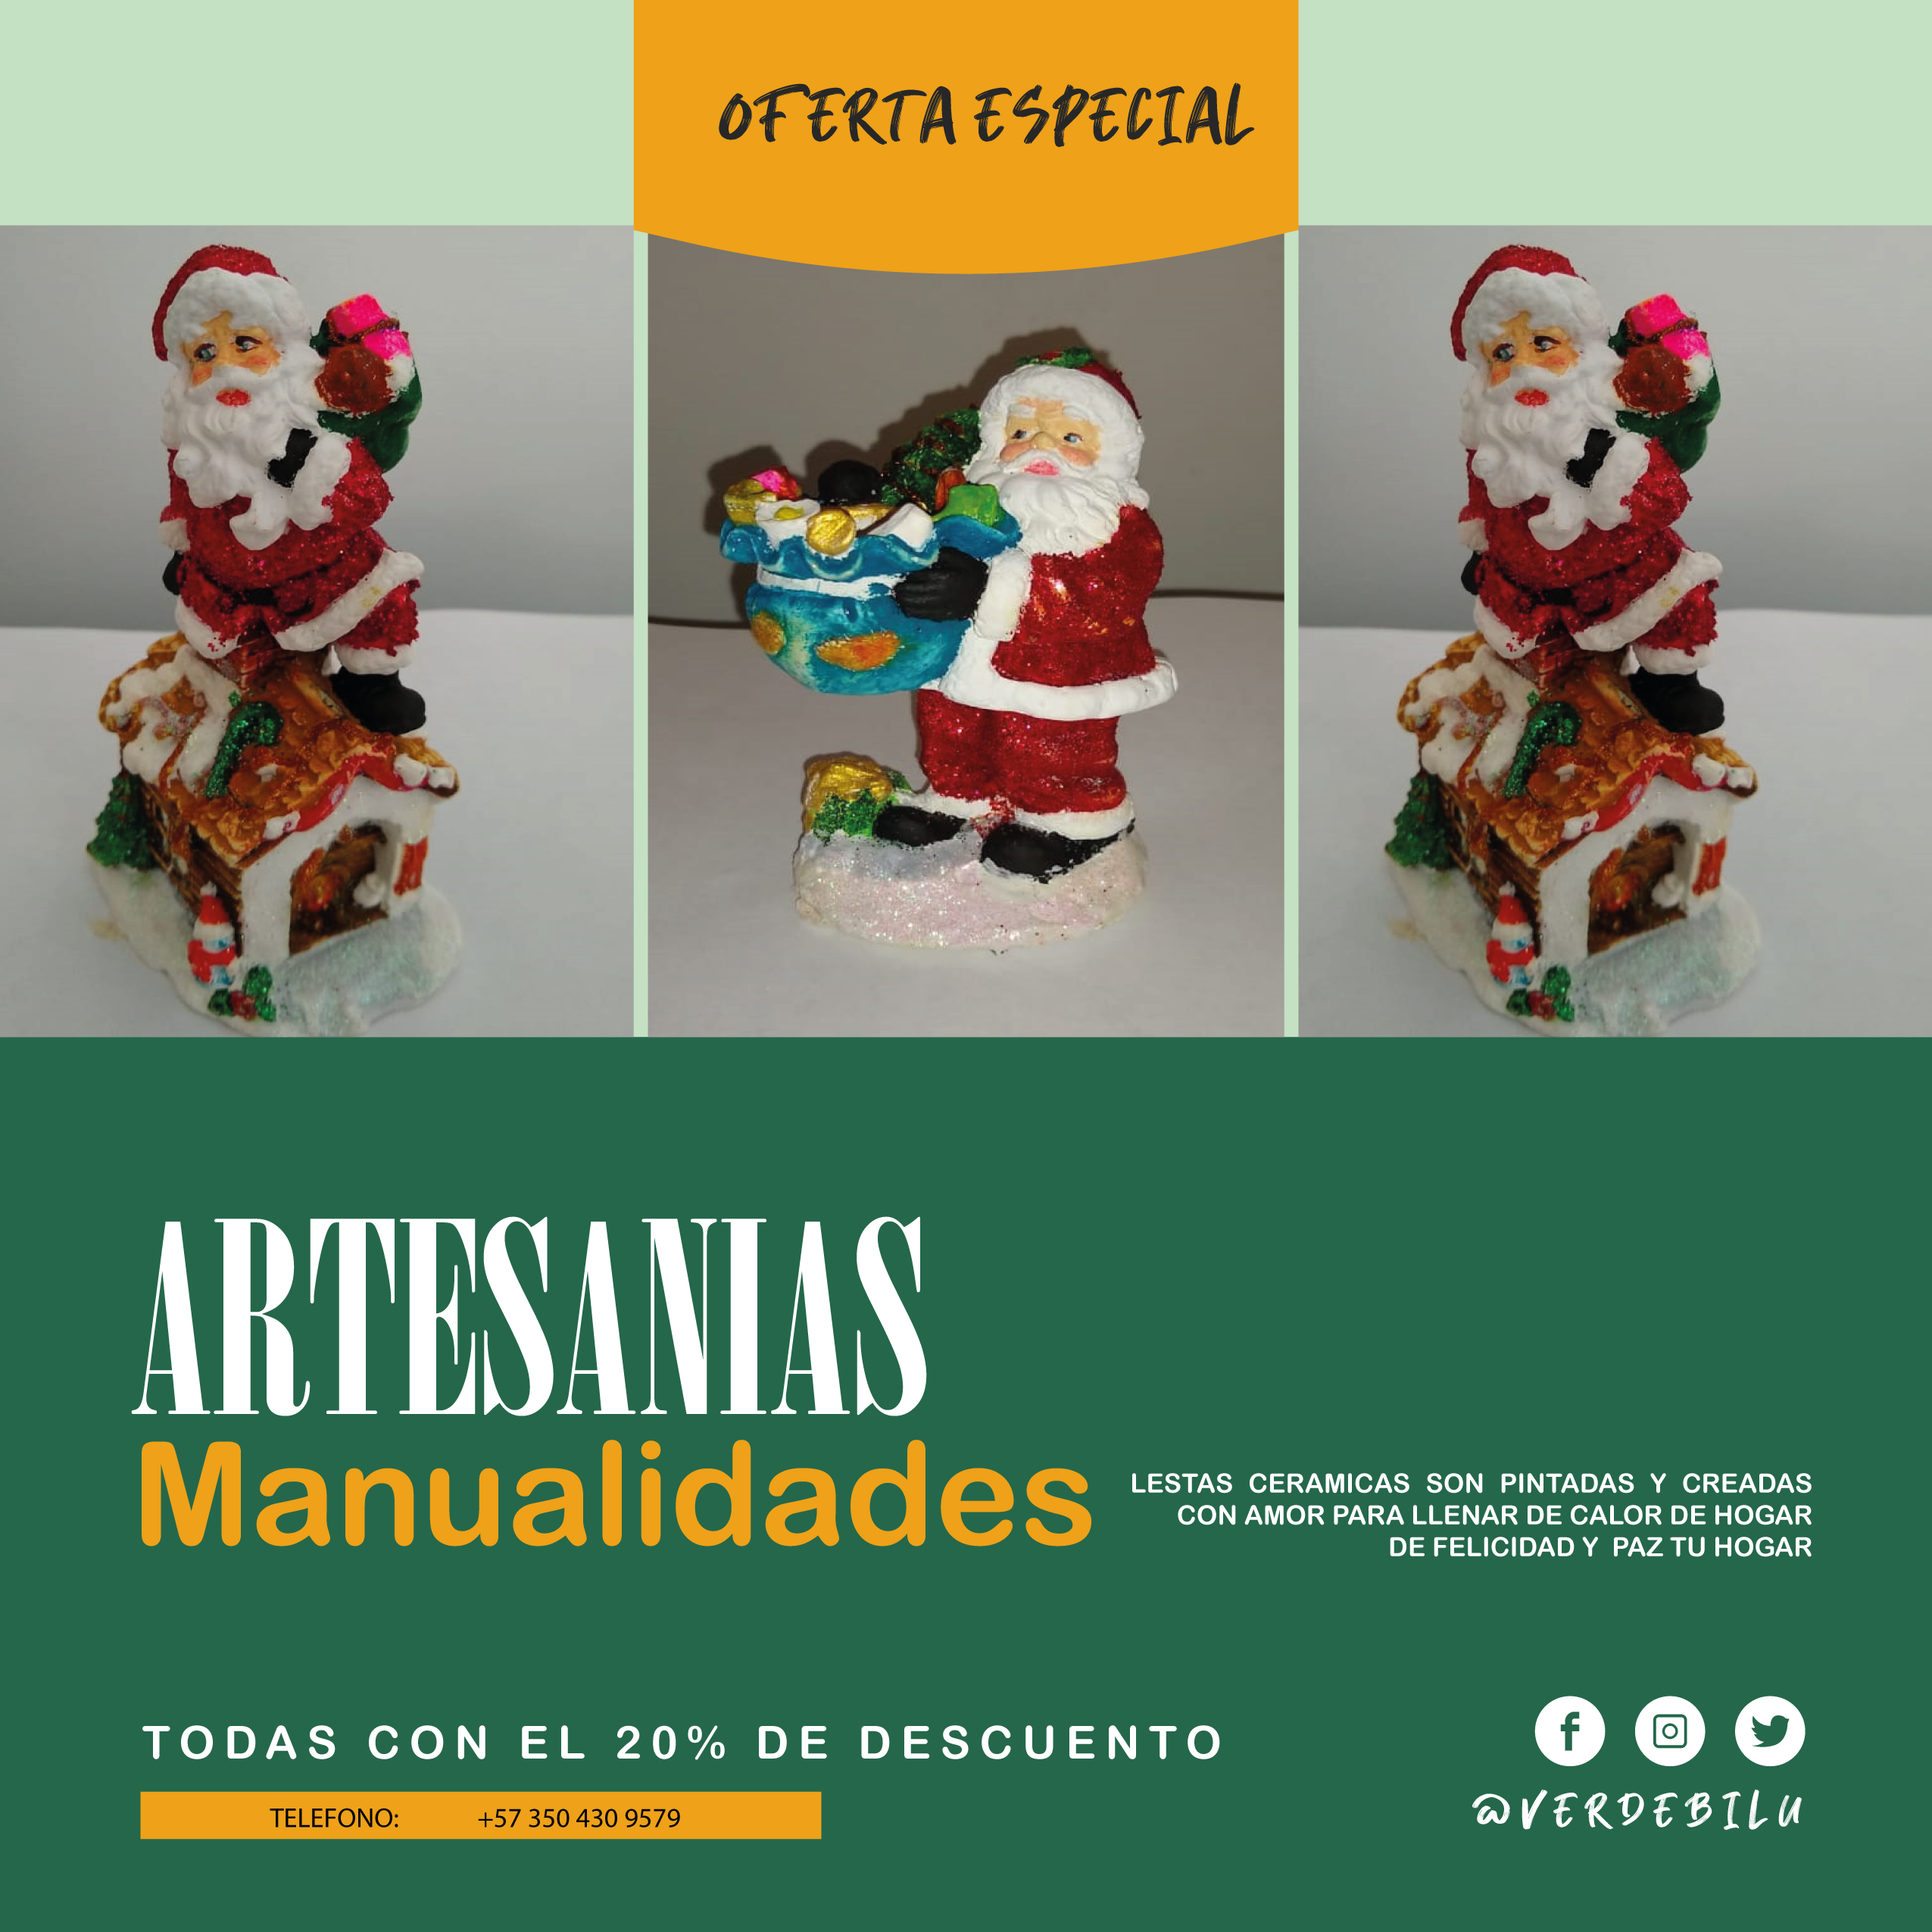 OFERTA ESPECIAL
ARTESANIAS
Manualidades
LESTAS CERAMICAS SON PINTADAS Y CREADAS
CON AMOR PARA LLENAR DE CALOR DE HOGAR
DE FELICIDAD Y PAZ TU HOGAR
TODAS CON EL 20% DE DESCUENTO
TELEFONO: +57 350 430 9579
@VERDEBILU